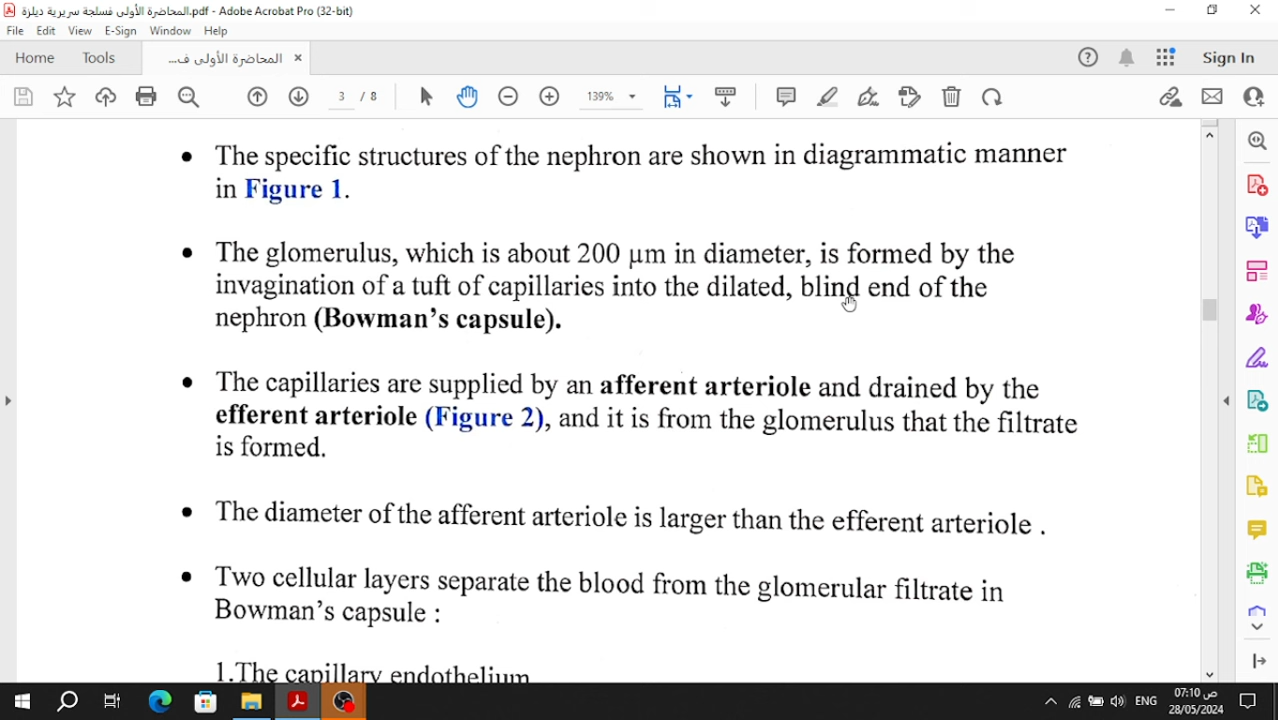 المحاضرة الأولى فسلجة سريرية ديلزة.pdf - Adobe Acrobat Pro (32-bit)
File Edit View E-Sign Window Help
Home Tools المحاضرة الأولى ف... × Sign In
3 / 8 139%
• The specific structures of the nephron are shown in diagrammatic manner
in Figure 1.
• The glomerulus, which is about 200 µm in diameter, is formed by the
invagination of a tuft of capillaries into the dilated, blind end of the
nephron (Bowman's capsule).
• The capillaries are supplied by an afferent arteriole and drained by the
efferent arteriole (Figure 2), and it is from the glomerulus that the filtrate
is formed.
• The diameter of the afferent arteriole is larger than the efferent arteriole .
• Two cellular layers separate the blood from the glomerular filtrate in
Bowman's capsule :
1.The capillary endothelium
ENG
07:10 ص
28/05/2024